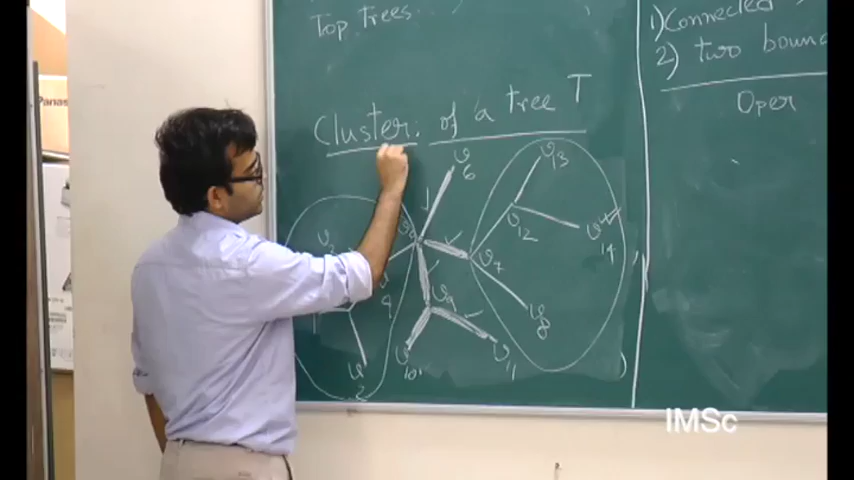 Top trees.
Cluster: of a tree T
1) Connected
2) two bound
Oper
v6
v13
v12
v14
v7
v8
v9
v10
v11
v2
Panas
IMSc